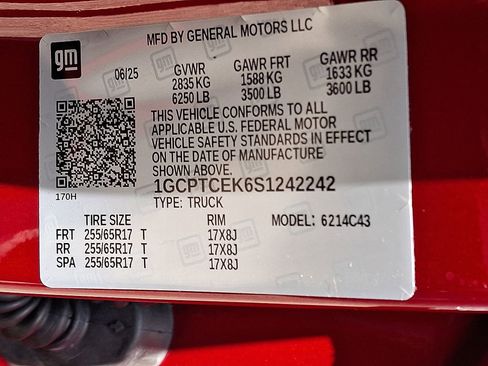 MFD BY GENERAL MOTORS LLC
gm
06/25
GVWR GAWR FRT GAWR RR
2835 KG 1588 KG 1633 KG
6250 LB 3500 LB 3600 LB
THIS VEHICLE CONFORMS TO ALL
APPLICABLE U.S. FEDERAL MOTOR
VEHICLE SAFETY STANDARDS IN EFFECT
ON THE DATE OF MANUFACTURE
SHOWN ABOVE.
170H
1GCPTCEK6S1242242
TYPE: TRUCK
TIRE SIZE RIM MODEL: 6214C43
FRT 255/65R17 T 17X8J
RR 255/65R17 T 17X8J
SPA 255/65R17 T 17X8J